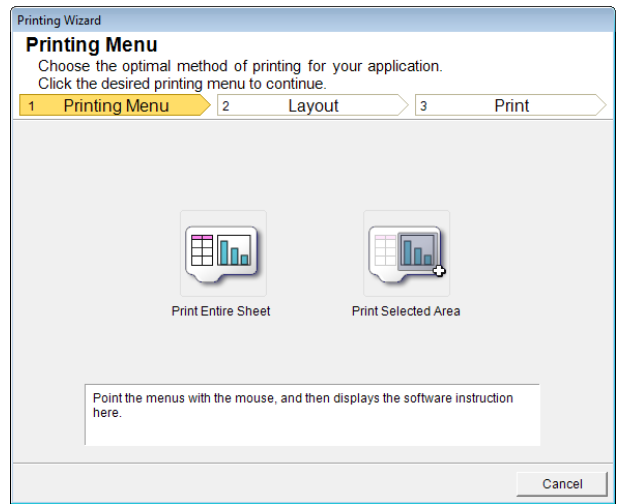 Printing Wizard
Printing Menu
Choose the optimal method of printing for your application.
Click the desired printing menu to continue.
1 Printing Menu 2 Layout 3 Print
Print Entire Sheet Print Selected Area
Point the menus with the mouse, and then displays the software instruction
here.
Cancel